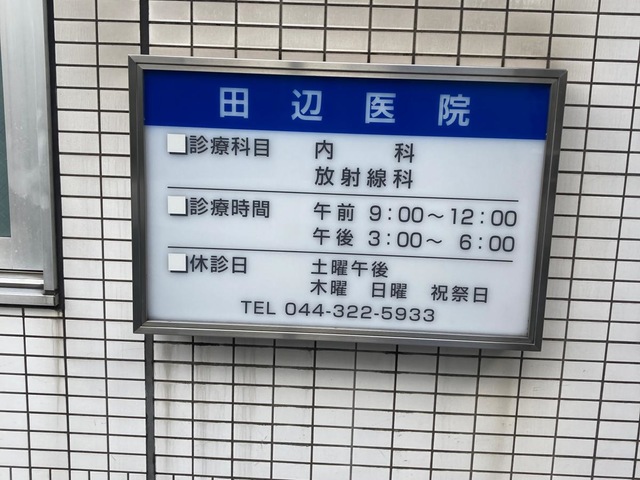 田辺医院
■診療科目 内科
放射線科
■診療時間 午前 9:00～12:00
午後 3:00～ 6:00
■休診日 土曜午後
木曜 日曜 祝祭日
TEL 044-322-5933